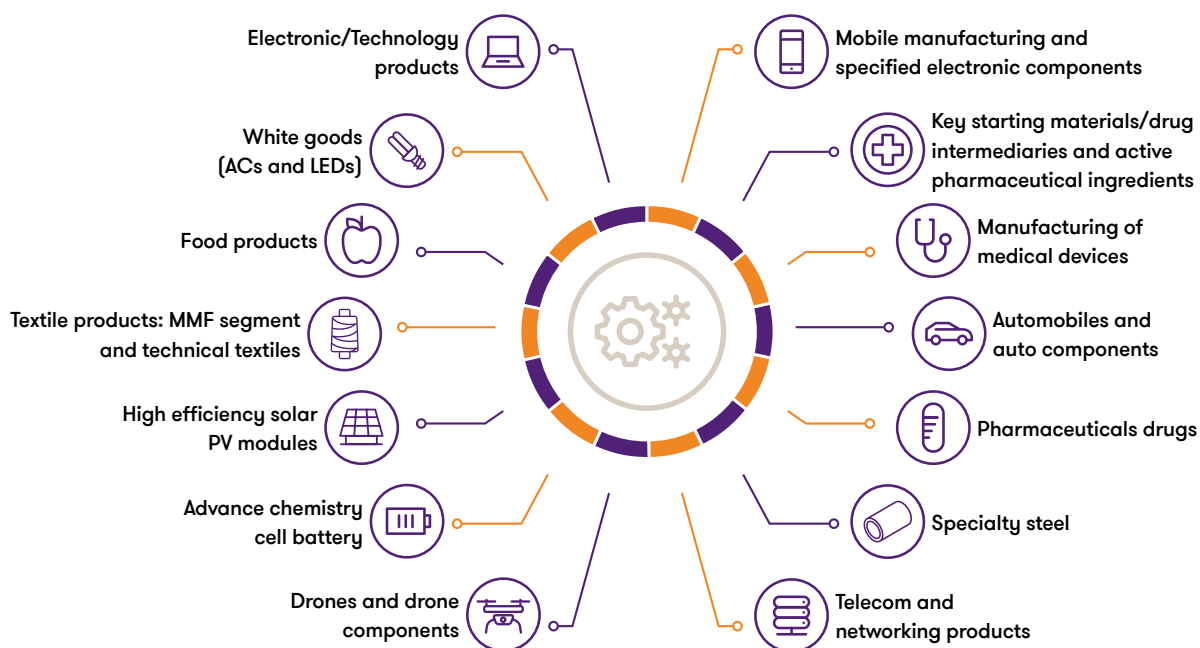 Electronic/Technology
products
White goods
(ACs and LEDs)
Food products
Textile products: MMF segment
and technical textiles
High efficiency solar
PV modules
Advance chemistry
cell battery
Drones and drone
components
Mobile manufacturing and
specified electronic components
Key starting materials/drug
intermediaries and active
pharmaceutical ingredients
Manufacturing of
medical devices
Automobiles and
auto components
Pharmaceuticals drugs
Specialty steel
Telecom and
networking products